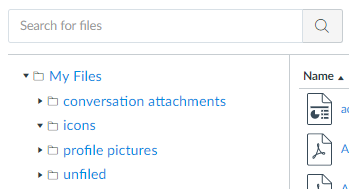 Search for files
My Files
conversation attachments
icons
profile pictures
unfiled
Name